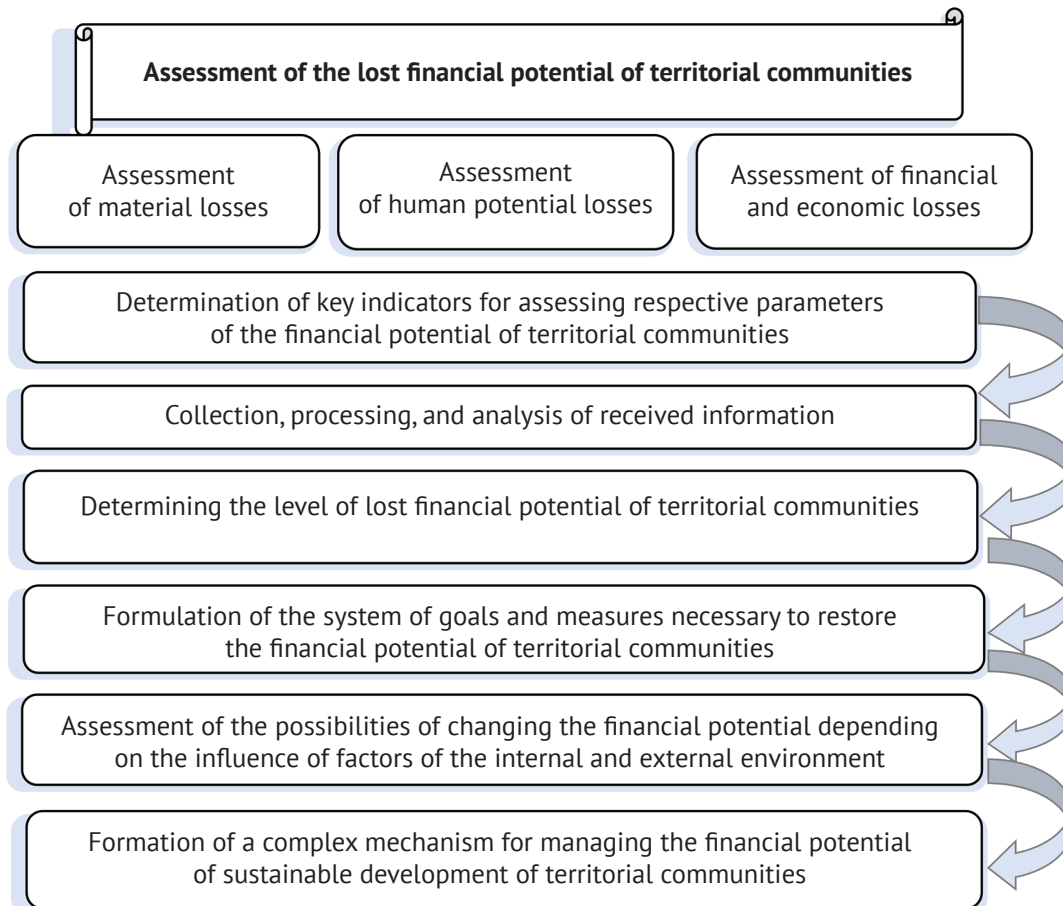 Assessment of the lost financial potential of territorial communities
Assessment
of material losses
Assessment
of human potential losses
Assessment of financial
and economic losses
Determination of key indicators for assessing respective parameters
of the financial potential of territorial communities
Collection, processing, and analysis of received information
Determining the level of lost financial potential of territorial communities
Formulation of the system of goals and measures necessary to restore
the financial potential of territorial communities
Assessment of the possibilities of changing the financial potential depending
on the influence of factors of the internal and external environment
Formation of a complex mechanism for managing the financial potential
of sustainable development of territorial communities